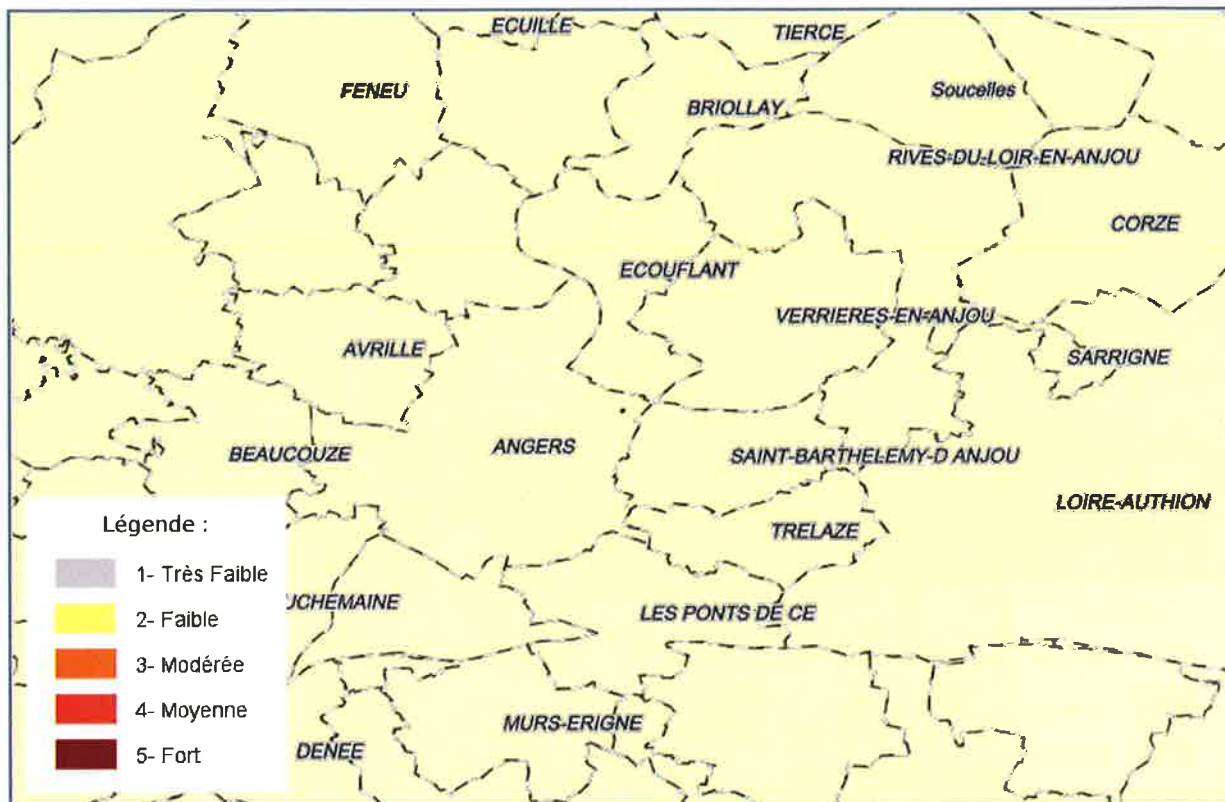 ECUILLE
TIERCE
FENEU
BRIOLLAY
Soucelles
RIVES-DU-LOIR-EN-ANJOU
CORZE
ECOUFLANT
VERRIERES-EN-ANJOU
AVRILLE
SARRIGNE
BEAUCOUZE
ANGERS
SAINT-BARTHELEMY-D ANJOU
LOIRE-AUTHION
TRELAZE
Légende :
1- Très Faible
2- Faible
3- Modérée
4- Moyenne
5- Fort
UCHEMAINE
LES PONTS DE CE
MURS-ERIGNE
DENEE